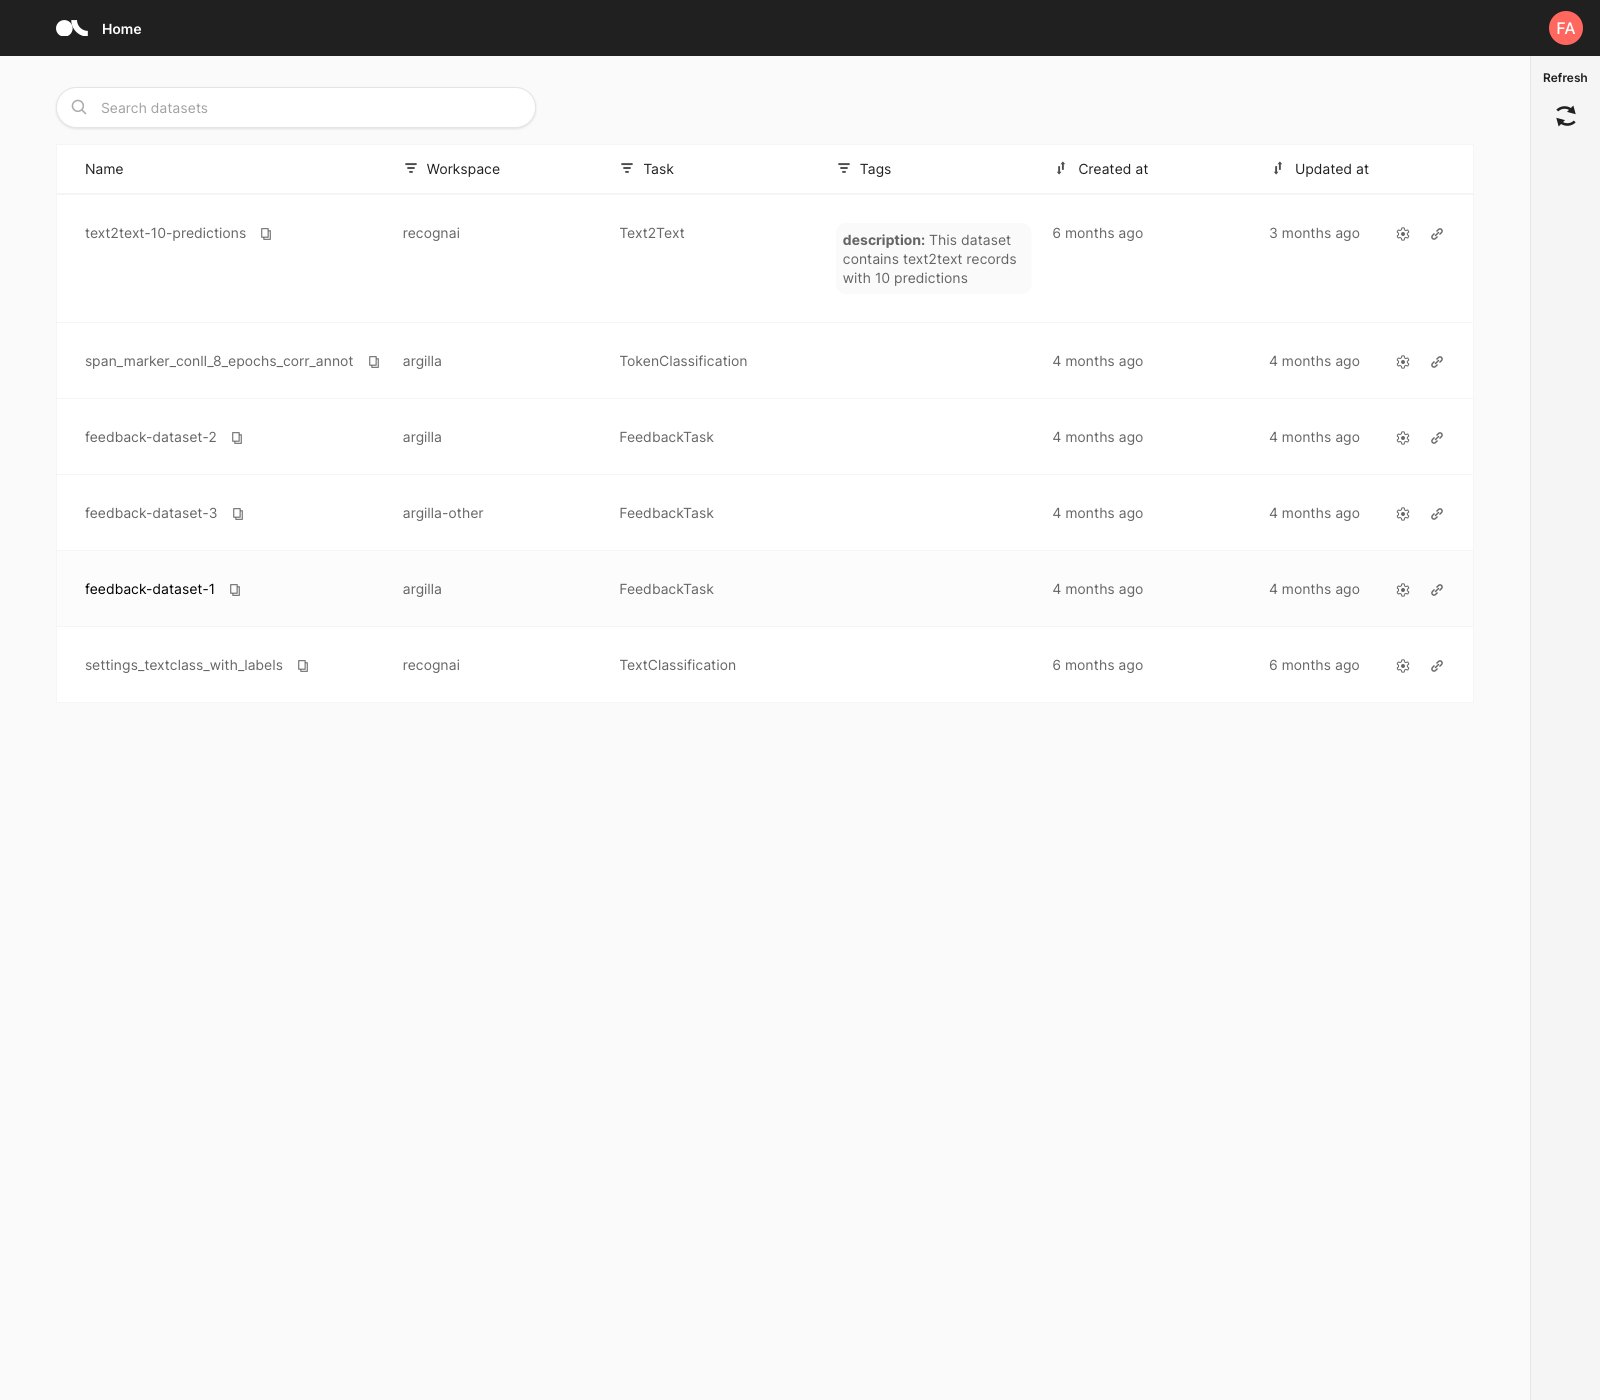 Home
FA
Refresh
Search datasets
Name Workspace Task Tags Created at Updated at
text2text-10-predictions recognai Text2Text description: This dataset 6 months ago 3 months ago
contains text2text records
with 10 predictions
span_marker_conll_8_epochs_corr_annot argilla TokenClassification 4 months ago 4 months ago
feedback-dataset-2 argilla FeedbackTask 4 months ago 4 months ago
feedback-dataset-3 argilla-other FeedbackTask 4 months ago 4 months ago
feedback-dataset-1 argilla FeedbackTask 4 months ago 4 months ago
settings_textclass_with_labels recognai TextClassification 6 months ago 6 months ago